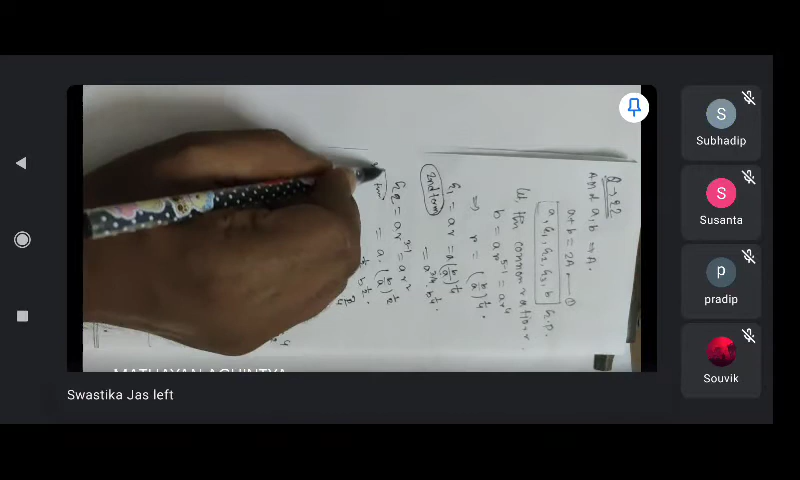 Q → 22
A.M of a, b → A.
a + b = 2A — ①
a, G₁, G₂, G₃, b G.P.
let, the common ratio r.
b = ar⁵⁻¹ = ar⁴
⇒ r = (b/a)^¼.
G₁ = ar = a(b/a)^¼
2nd term
= a^¾ . b^¼.
G₂ = ar³⁻¹ = ar²
= a . (b/a)^½
Subhadip
Susanta
pradip
Souvik
S
S
p
Swastika Jas left